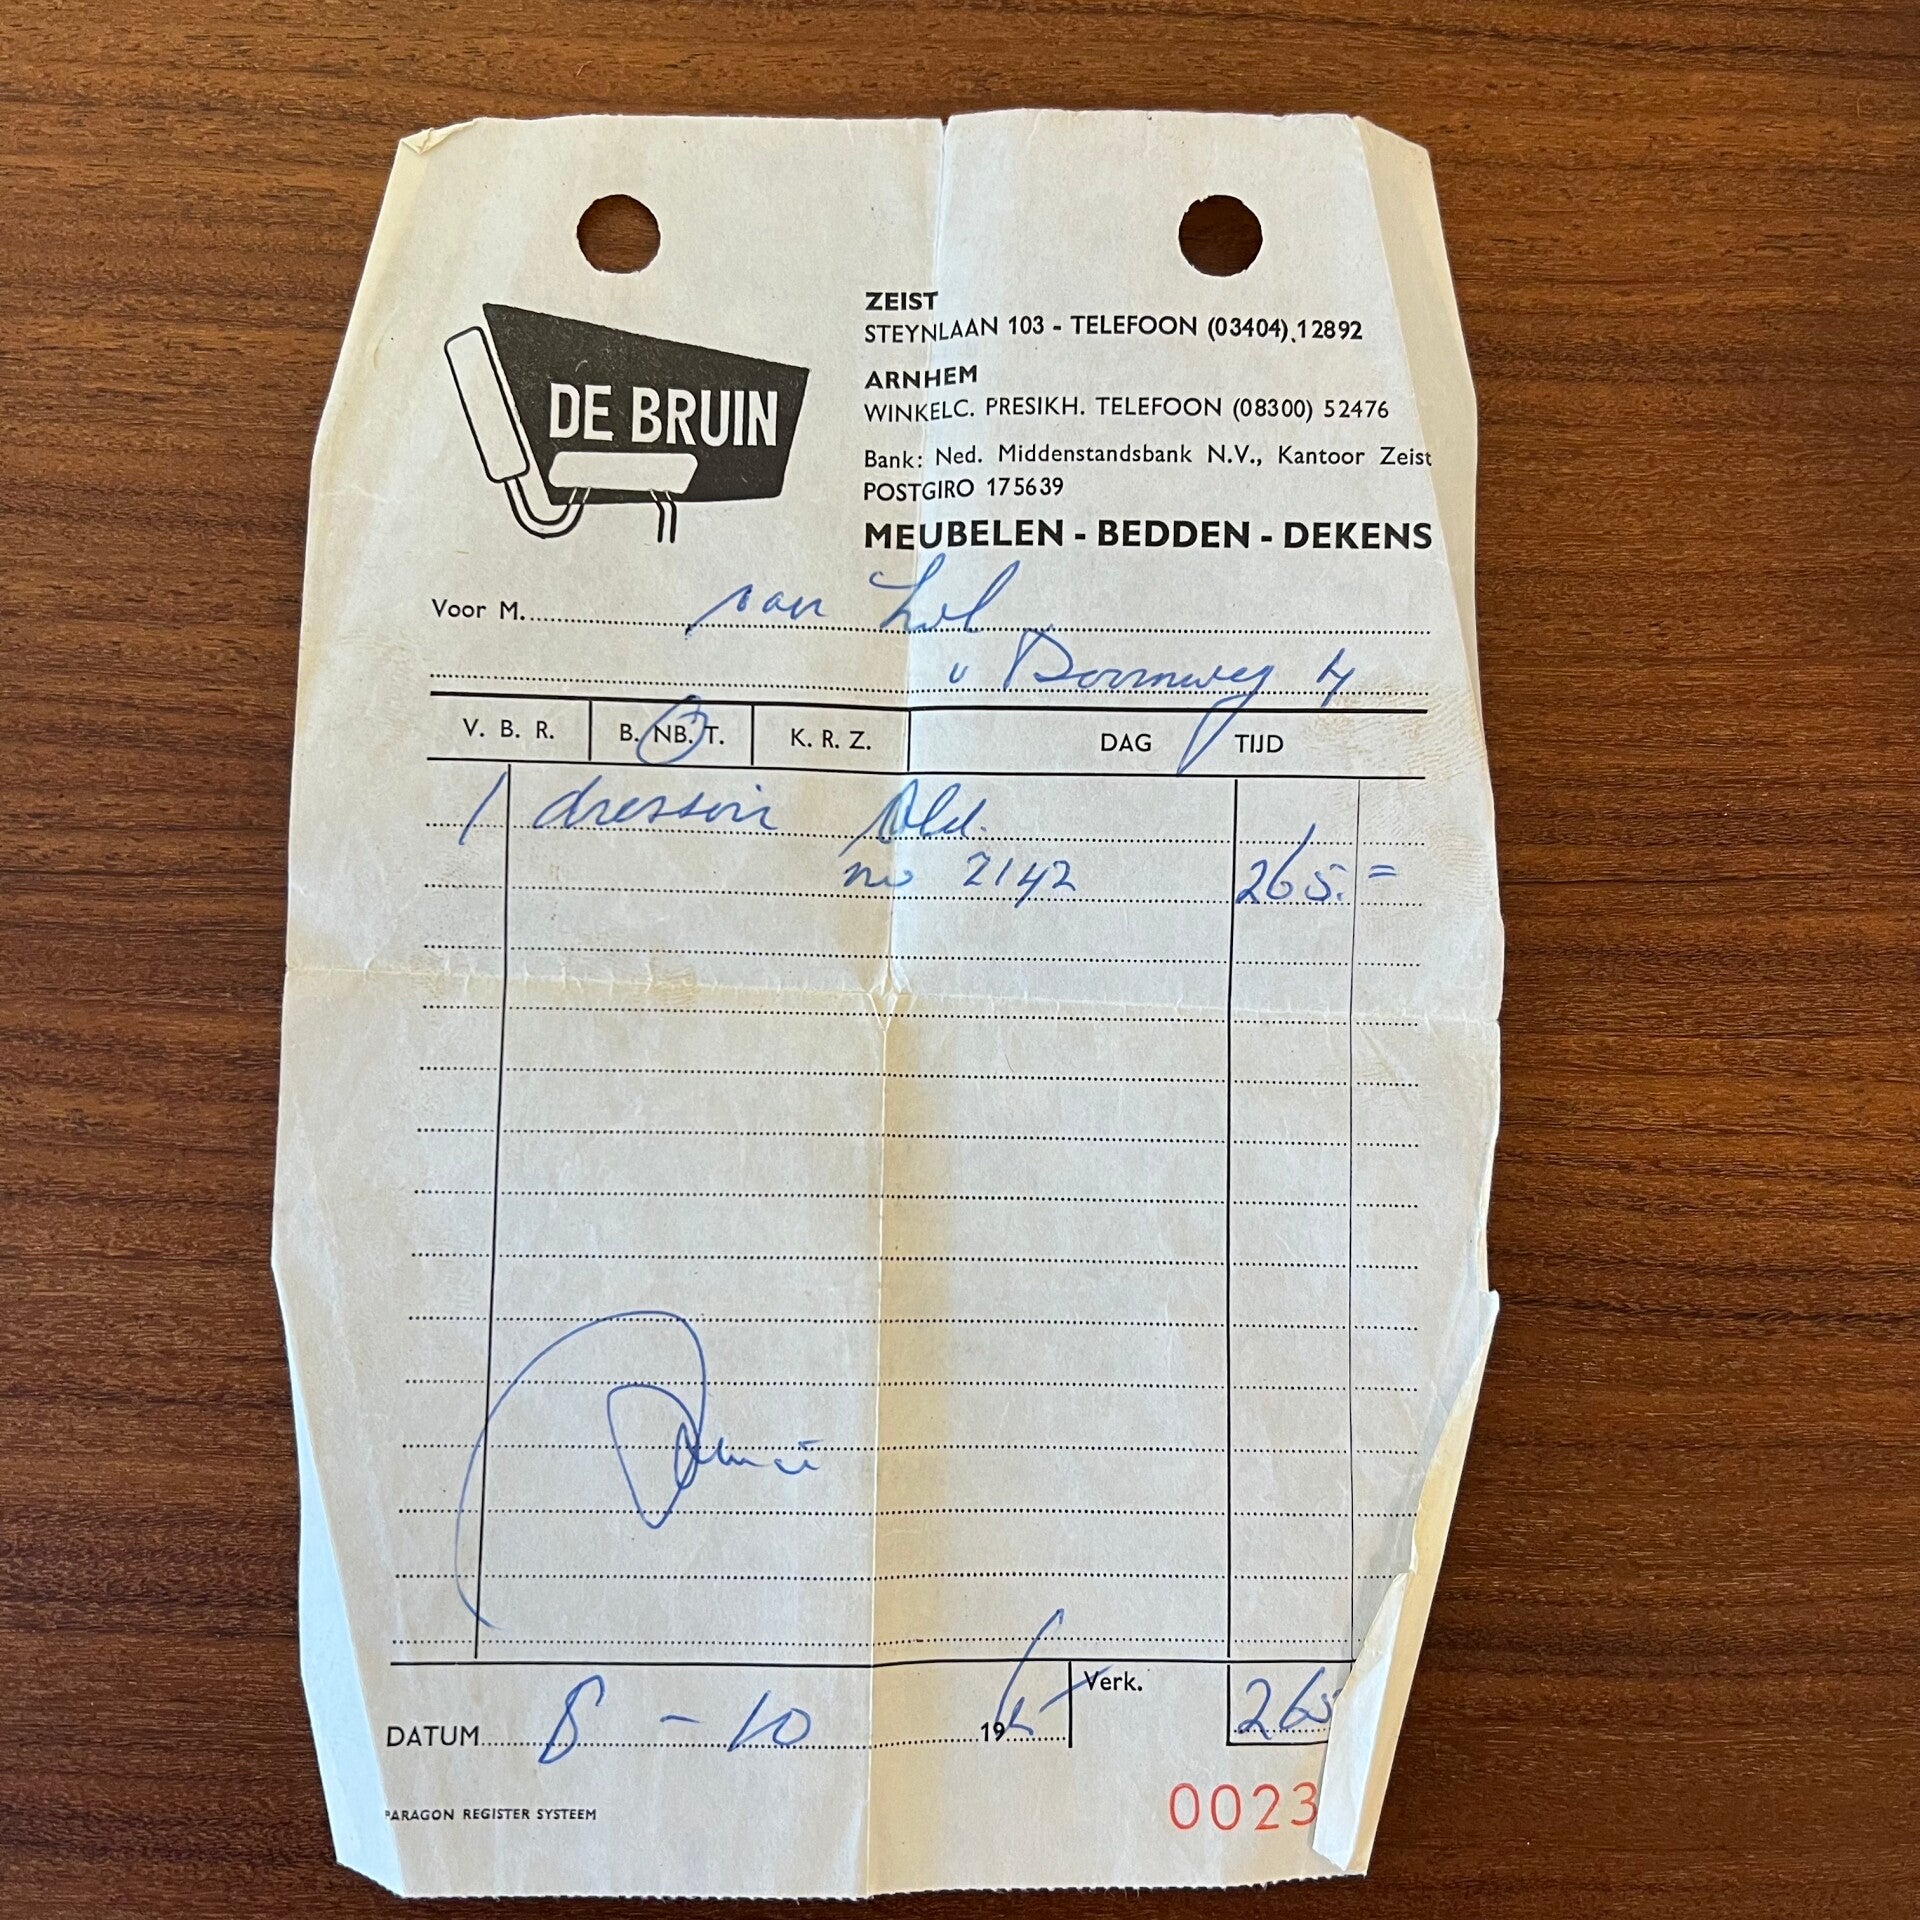 DE BRUIN
ZEIST
STEYNLAAN 103 - TELEFOON (03404) 12892
ARNHEM
WINKELC. PRESIKH. TELEFOON (08300) 52476
Bank: Ned. Middenstandsbank N.V., Kantoor Zeist
POSTGIRO 175639
MEUBELEN - BEDDEN - DEKENS
Voor M. van
V. B. R. B. NB. T. K. R. Z. DAG TIJD
1 dressoir
no 2142 265. =
DATUM 8 - 10 19 Verk. 265
PARAGON REGISTER SYSTEEM
0023